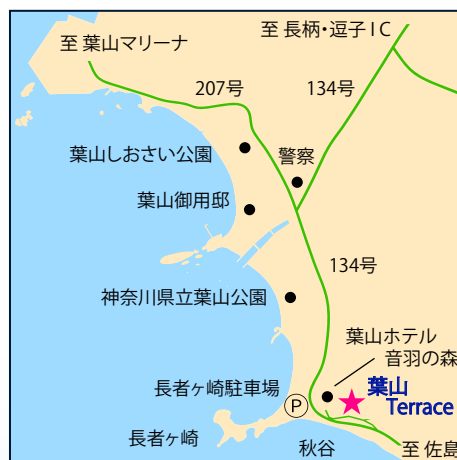 至 長柄・逗子IC
至 葉山マリーナ
207号
134号
葉山しおさい公園
警察
葉山御用邸
134号
神奈川県立葉山公園
葉山ホテル
音羽の森
長者ヶ崎駐車場
葉山
Terrace
P
長者ヶ崎
秋谷
至 佐島